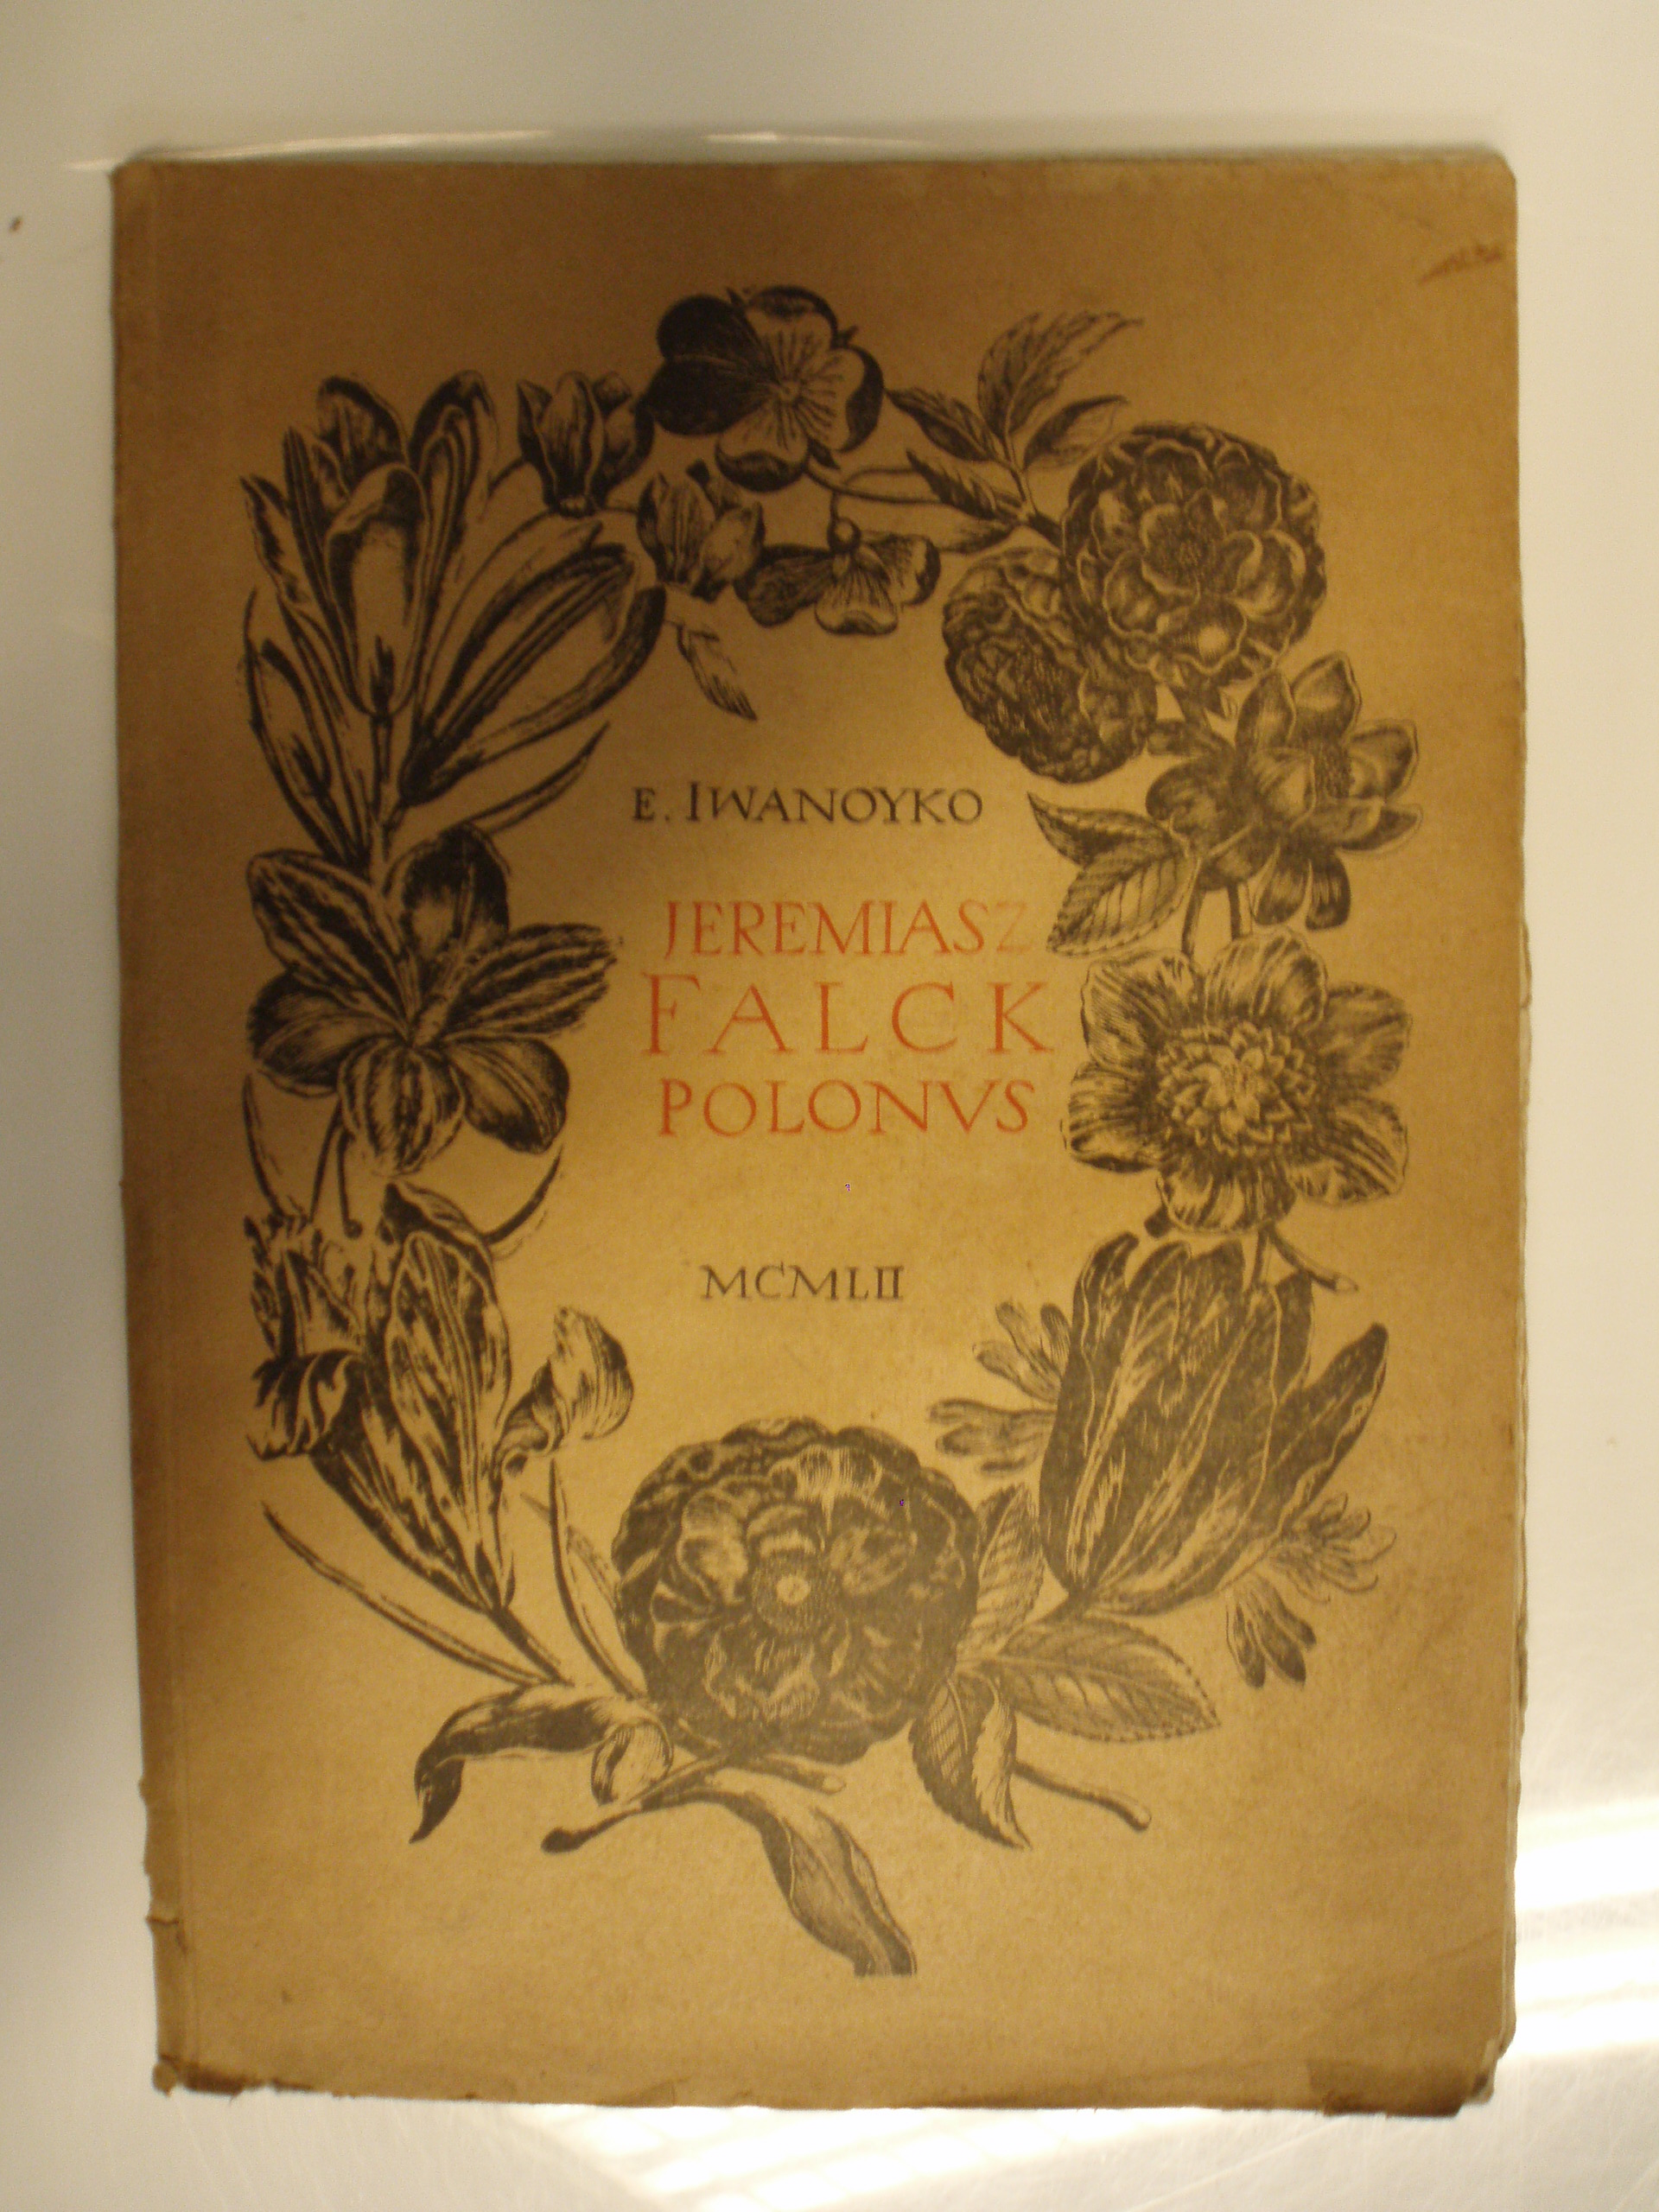 E. IWANOYKO
JEREMIASZ
FALCK
POLONVS
MCMLII